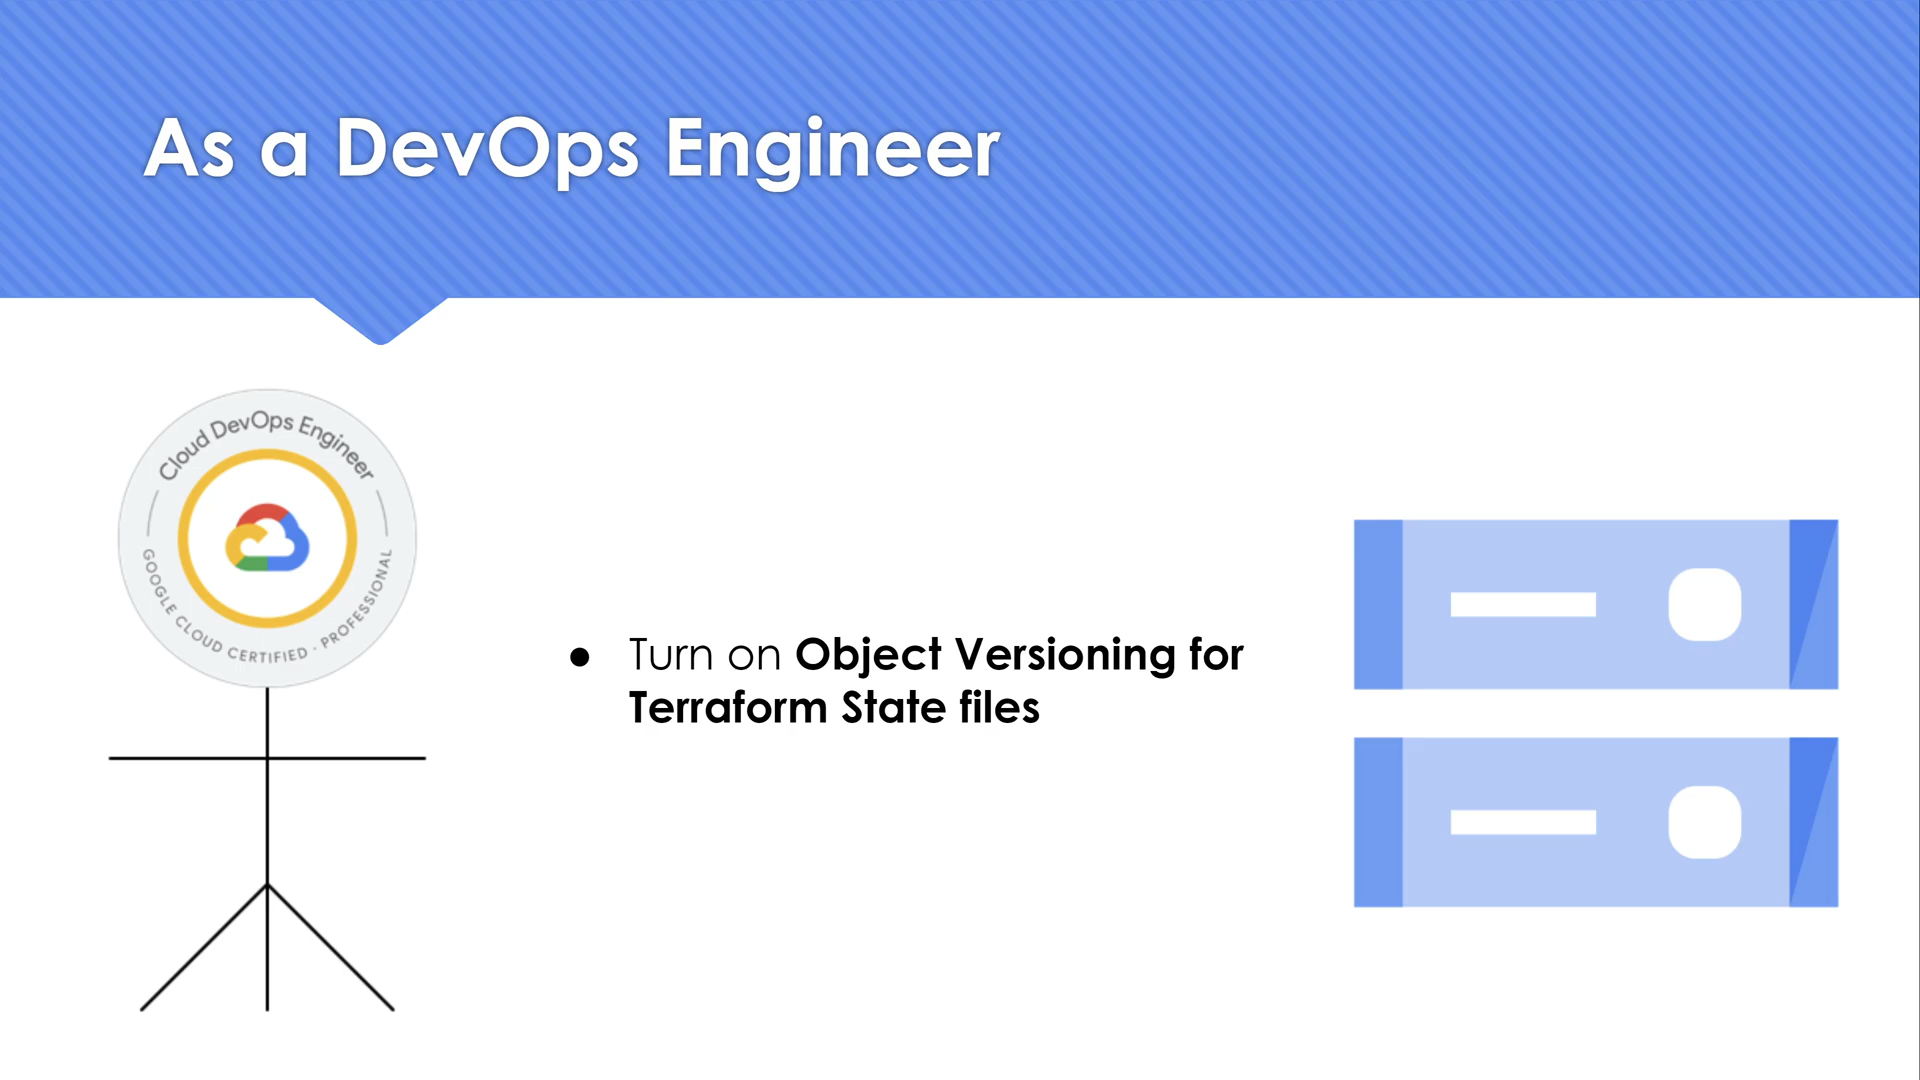 As a DevOps Engineer
Cloud DevOps Engineer
GOOGLE CLOUD CERTIFIED · PROFESSIONAL
● Turn on Object Versioning for
Terraform State files